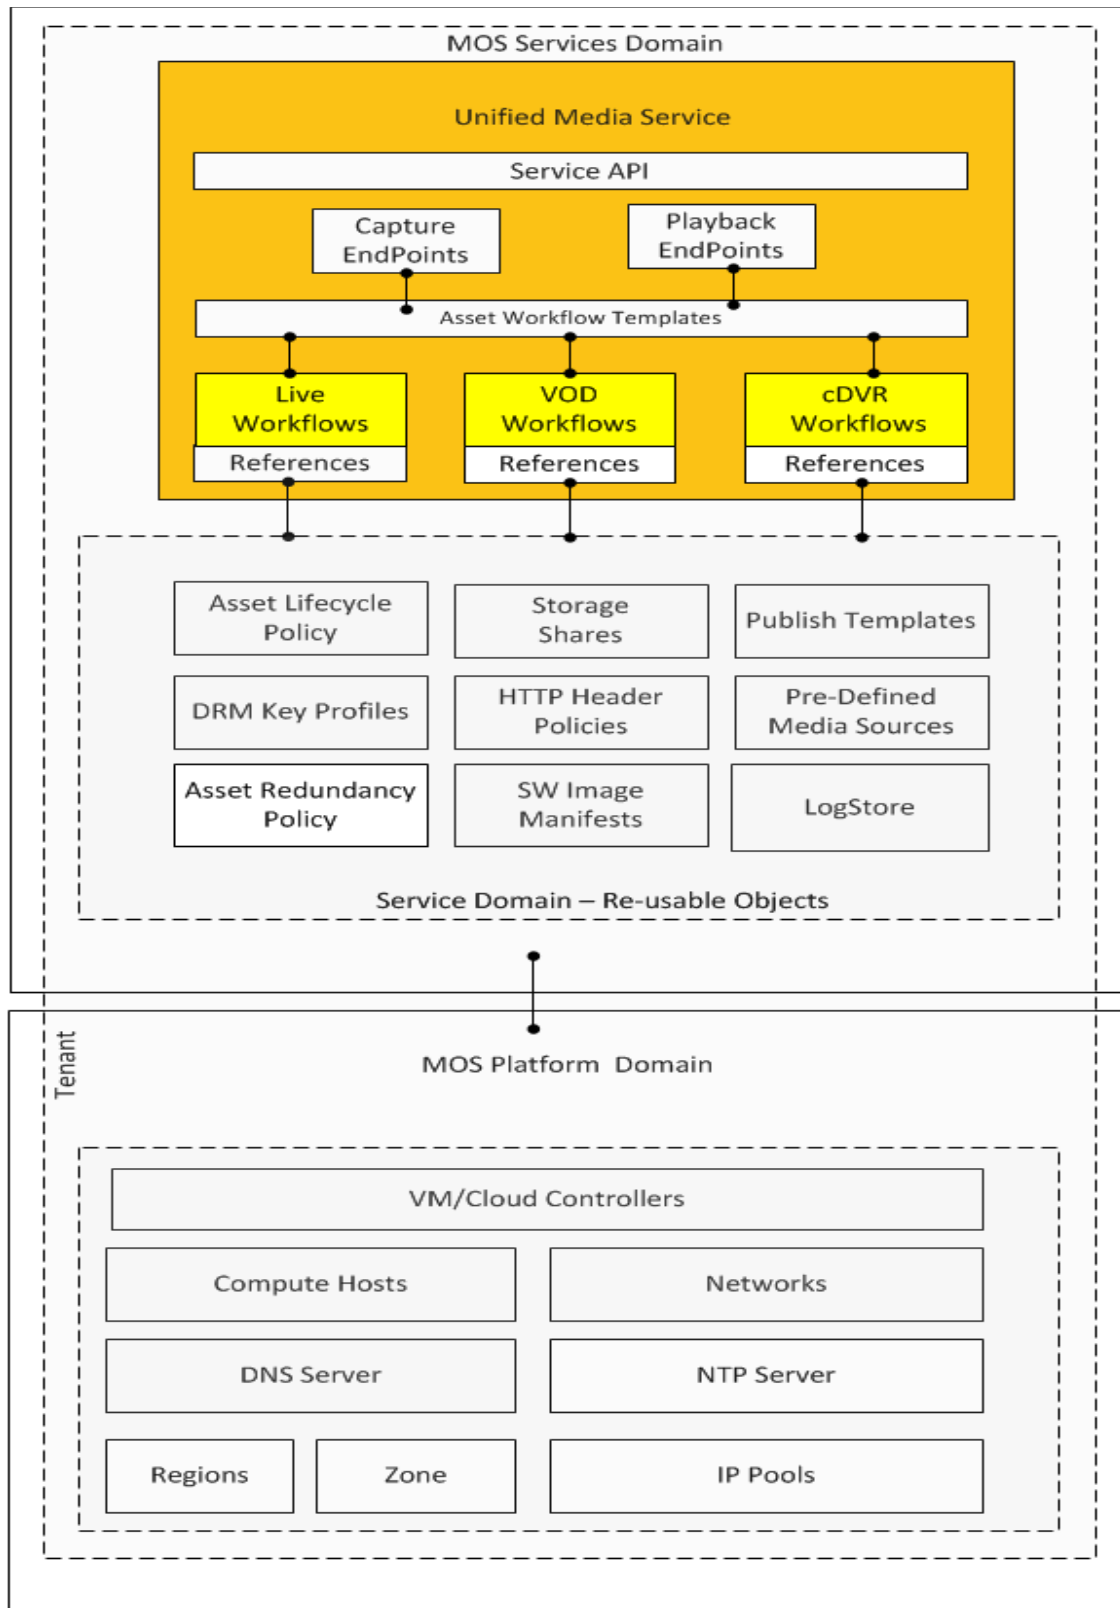 MOS Services Domain
Unified Media Service
Service API
Capture
EndPoints
Playback
EndPoints
Asset Workflow Templates
Live
Workflows
References
VOD
Workflows
References
cDVR
Workflows
References
Asset Lifecycle
Policy
Storage
Shares
Publish Templates
DRM Key Profiles
HTTP Header
Policies
Pre-Defined
Media Sources
Asset Redundancy
Policy
SW Image
Manifests
LogStore
Service Domain – Re-usable Objects
Tenant
MOS Platform  Domain
VM/Cloud Controllers
Compute Hosts
Networks
DNS Server
NTP Server
Regions
Zone
IP Pools